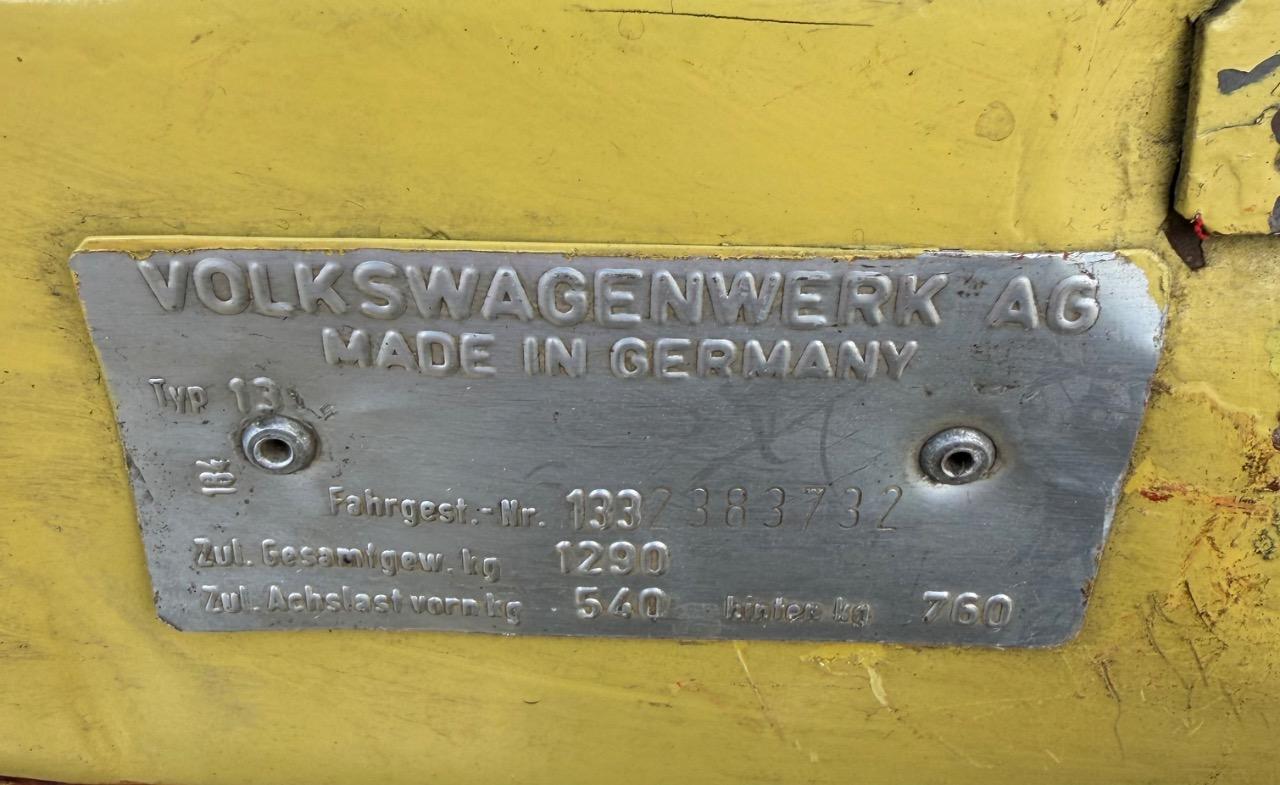 VOLKSWAGENWERK AG
MADE IN GERMANY
Typ 13
Fahrgest.-Nr. 1332383732
Zul. Gesamtgew. kg 1290
Zul. Achslast vorn kg 540 hinten kg 760